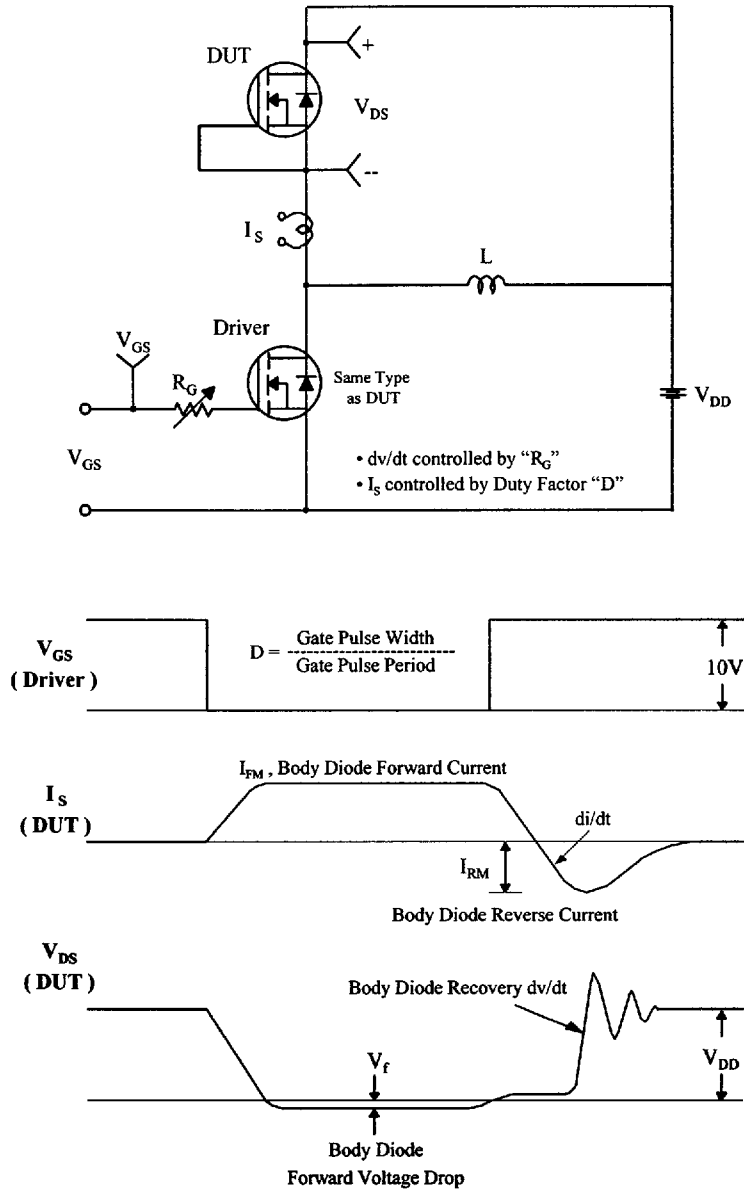 +
DUT
V_DS
--
I_S
L
Driver
V_GS
R_G
Same Type
as DUT
V_DD
V_GS
• dv/dt controlled by “R_G”
• I_S controlled by Duty Factor “D”
V_GS
( Driver )
D = Gate Pulse Width
Gate Pulse Period
10V
I_FM , Body Diode Forward Current
I_S
( DUT )
di/dt
I_RM
Body Diode Reverse Current
V_DS
( DUT )
Body Diode Recovery dv/dt
V_f
V_DD
Body Diode
Forward Voltage Drop